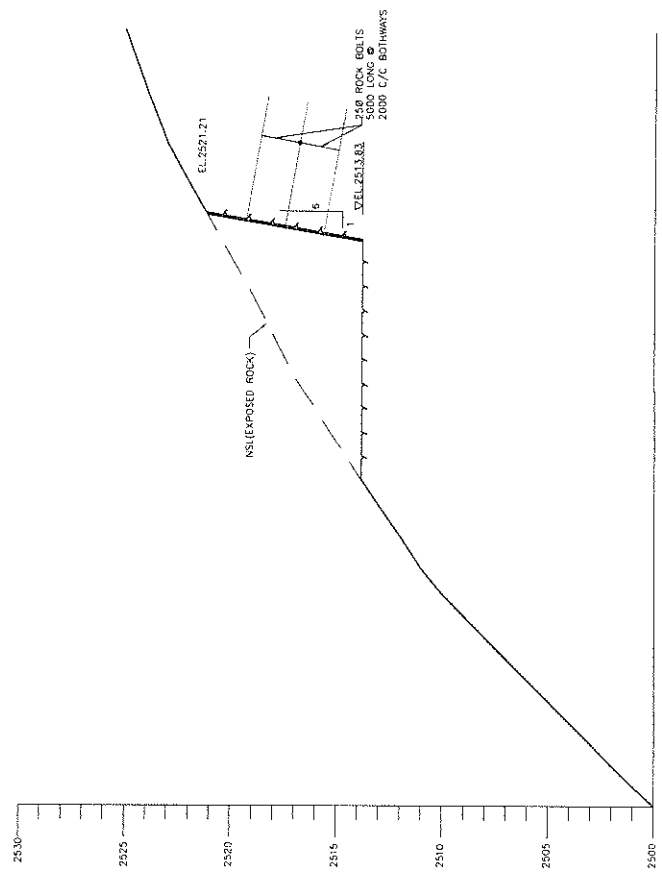 EL.2521.21
250 ROCK BOLTS
5000 LONG @
2000 C/C BOTHWAYS
EL.2513.83
5
1
NSL(EXPOSED ROCK)
2530
2525
2520
2515
2510
2505
2500